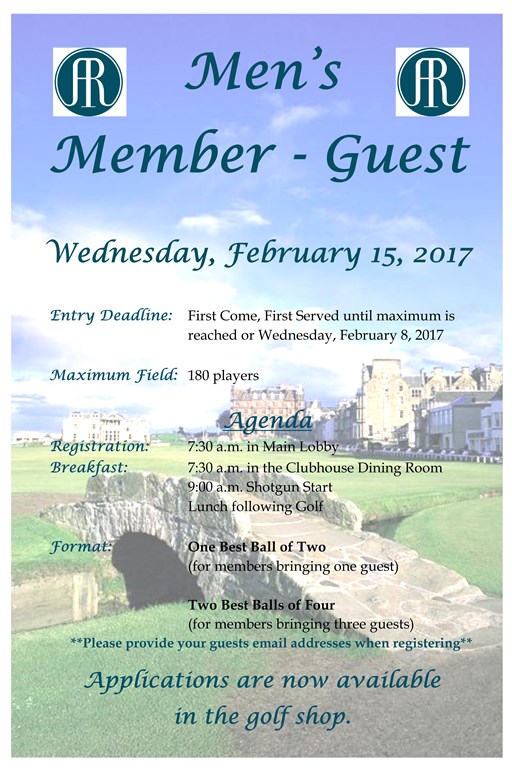 AR
AR
Men's
Member - Guest
Wednesday, February 15, 2017
Entry Deadline: First Come, First Served until maximum is
reached or Wednesday, February 8, 2017
Maximum Field: 180 players
Agenda
Registration: 7:30 a.m. in Main Lobby
Breakfast: 7:30 a.m. in the Clubhouse Dining Room
9:00 a.m. Shotgun Start
Lunch following Golf
Format: One Best Ball of Two
(for members bringing one guest)
Two Best Balls of Four
(for members bringing three guests)
**Please provide your guests email addresses when registering**
Applications are now available
in the golf shop.